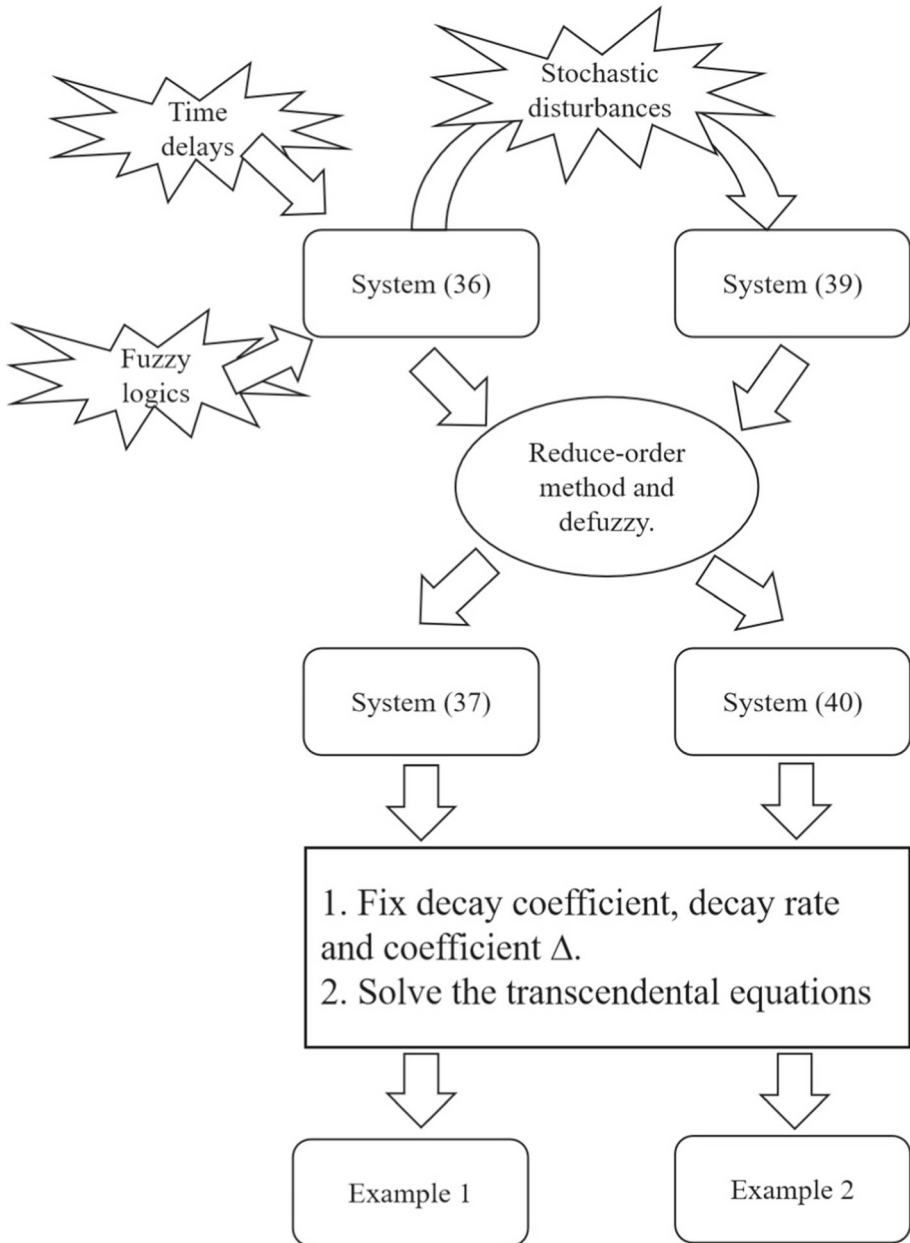 Stochastic
disturbances
Time
delays
System (36)
System (39)
Fuzzy
logics
Reduce-order
method and
defuzzy.
System (37)
System (40)
1. Fix decay coefficient, decay rate
and coefficient Δ.
2. Solve the transcendental equations
Example 1
Example 2